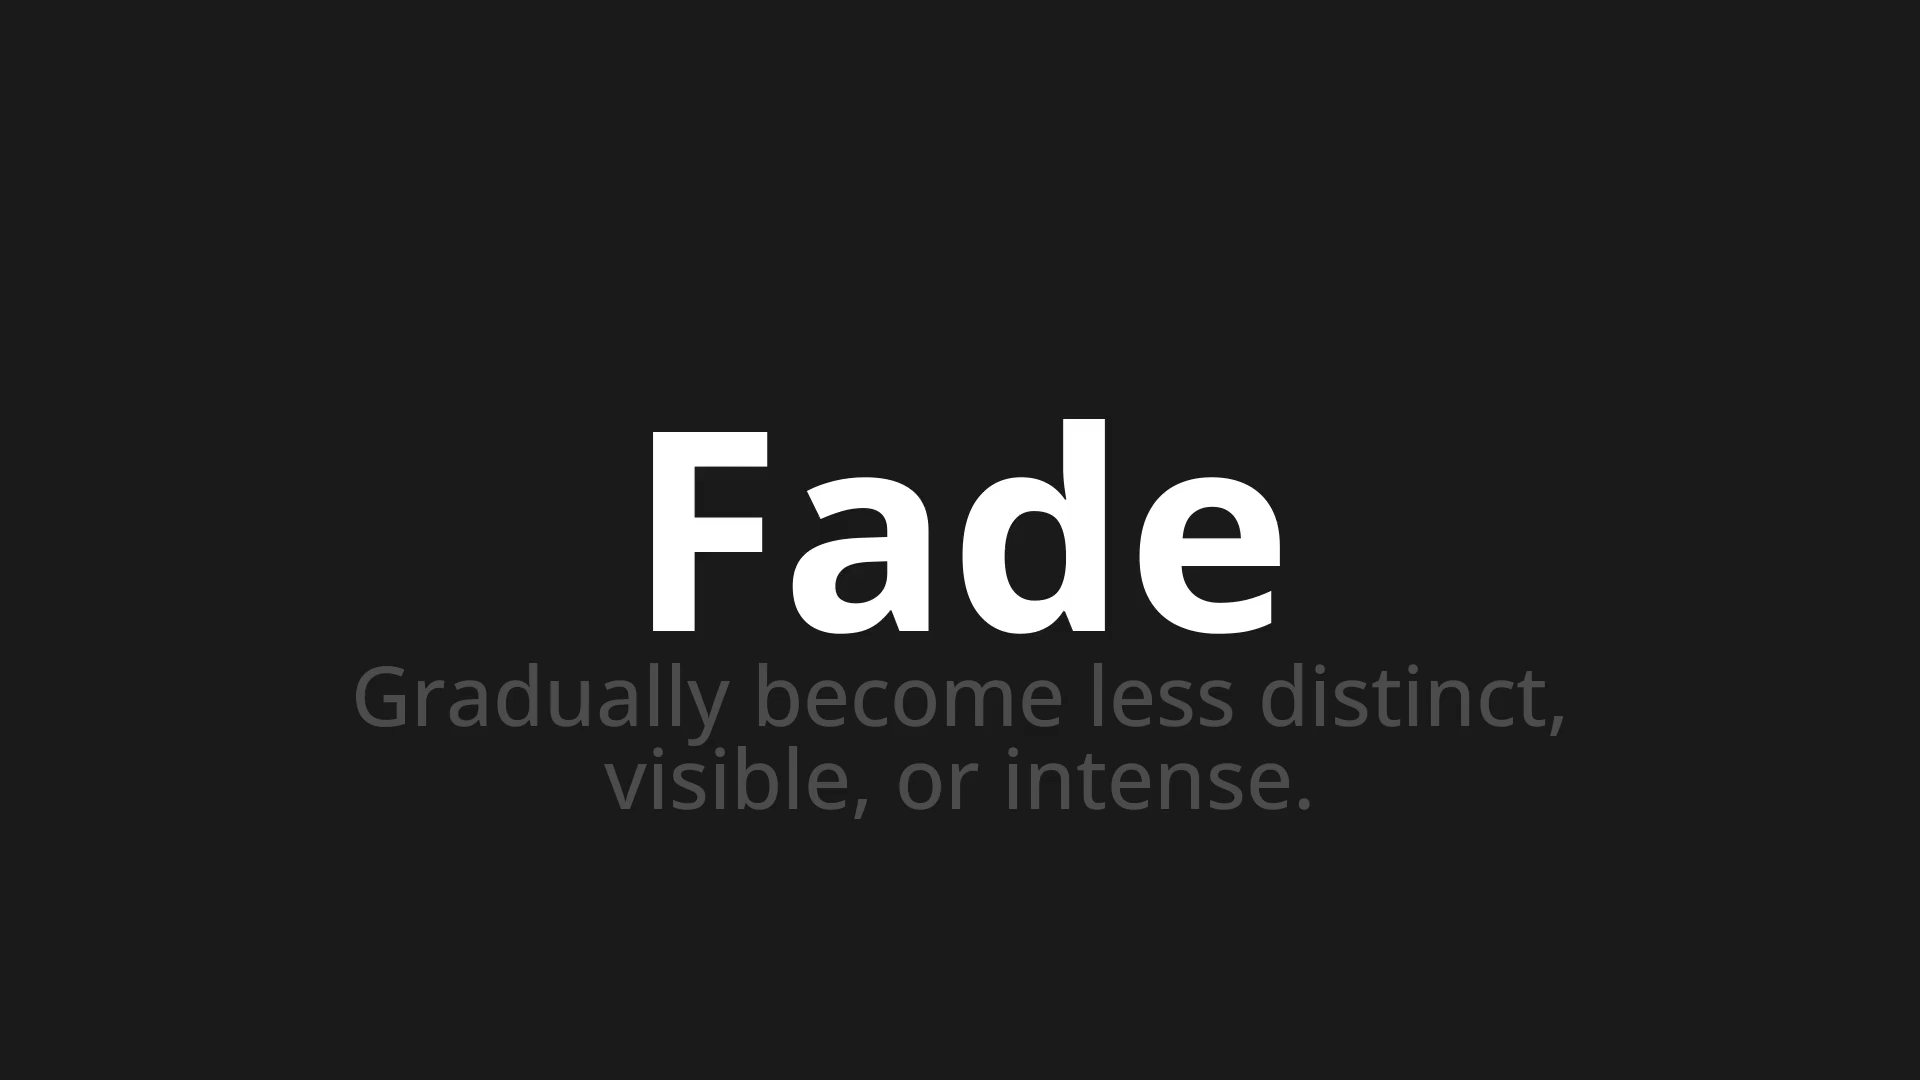 Fade
Gradually become less distinct,
visible, or intense.